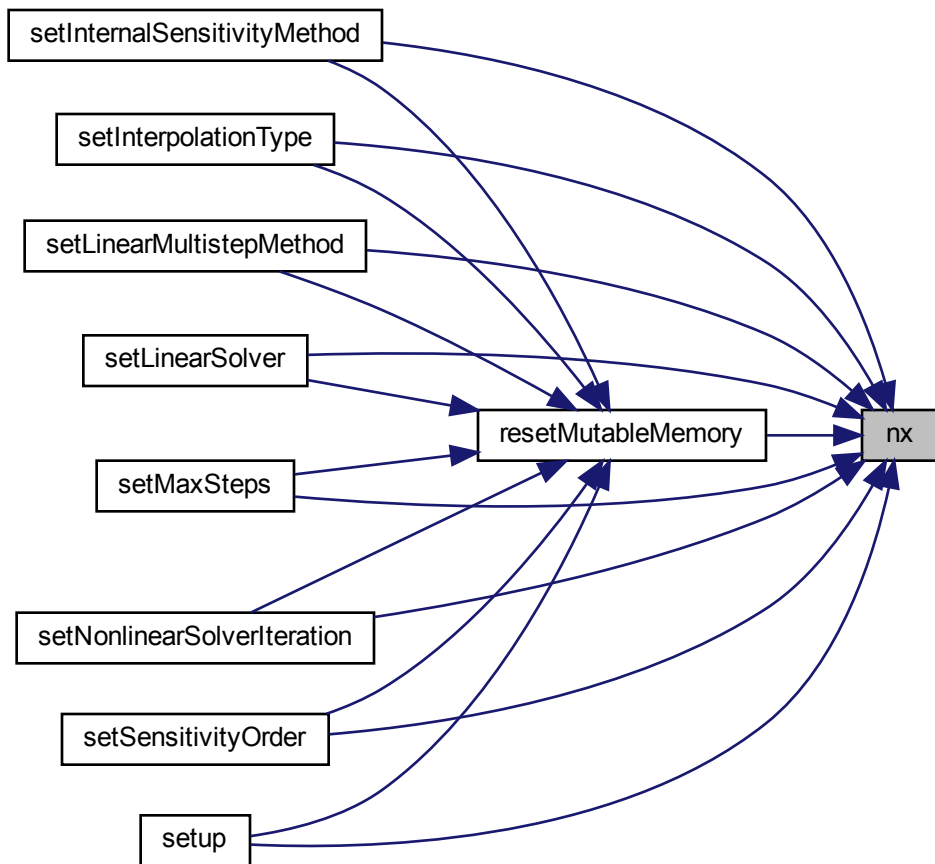 setInternalSensitivityMethod
setInterpolationType
setLinearMultistepMethod
setLinearSolver
resetMutableMemory
nx
setMaxSteps
setNonlinearSolverIteration
setSensitivityOrder
setup